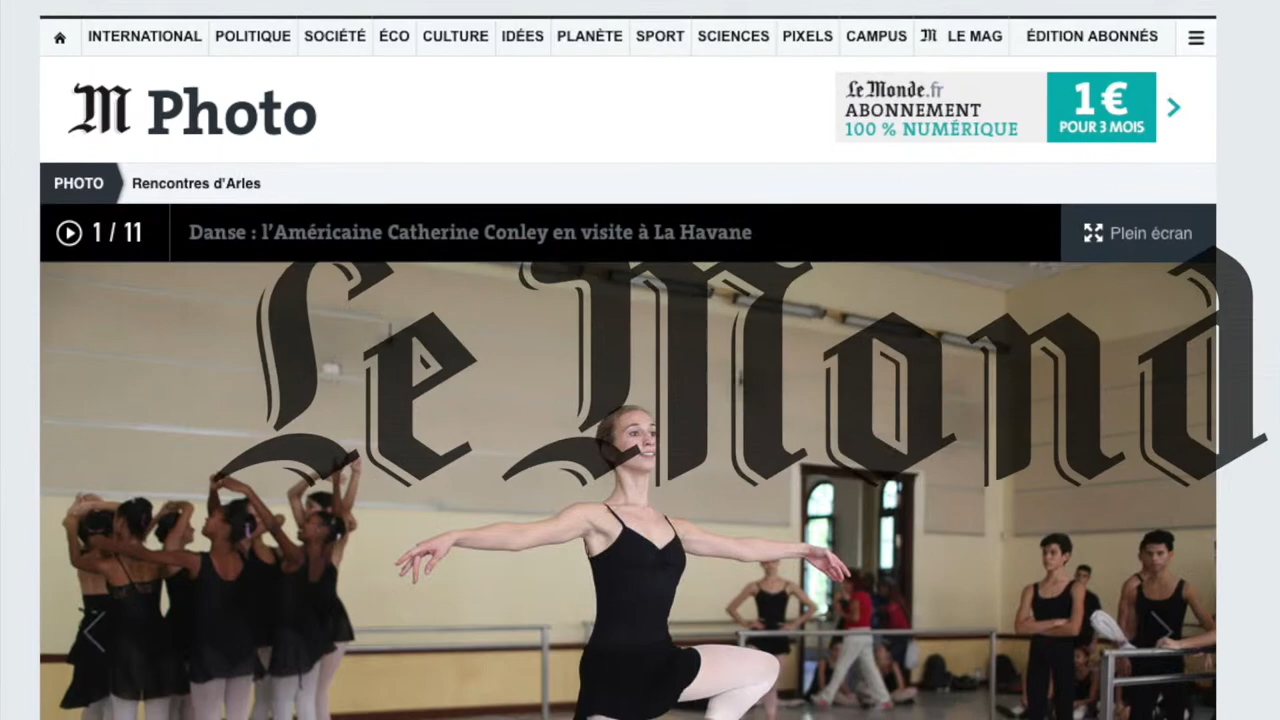 INTERNATIONAL POLITIQUE SOCIÉTÉ ÉCO CULTURE IDÉES PLANÈTE SPORT SCIENCES PIXELS CAMPUS M LE MAG ÉDITION ABONNÉS
M Photo
Le Monde.fr
ABONNEMENT
100 % NUMÉRIQUE
1 €
POUR 3 MOIS
PHOTO Rencontres d'Arles
1 / 11 Danse : l'Américaine Catherine Conley en visite à La Havane Plein écran
Le Mond